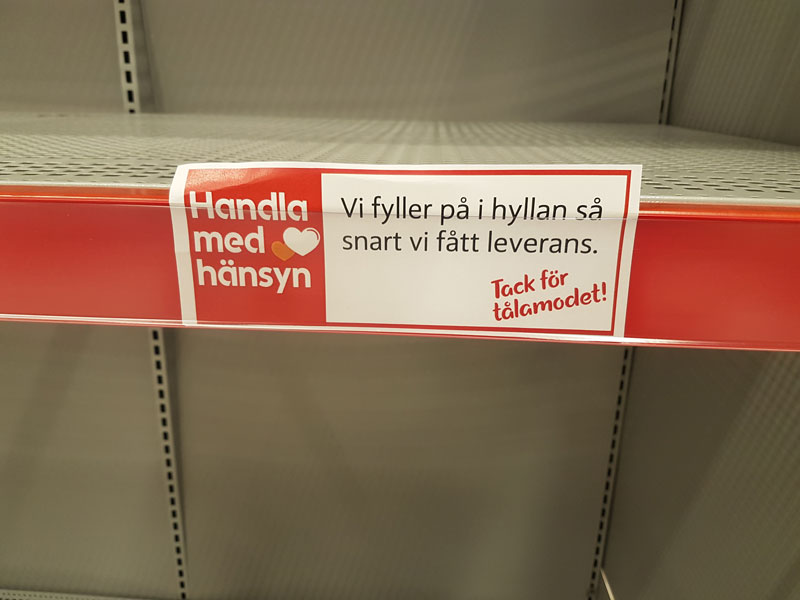 Handla
med
hänsyn
Vi fyller på i hyllan så
snart vi fått leverans.
Tack för
tålamodet!